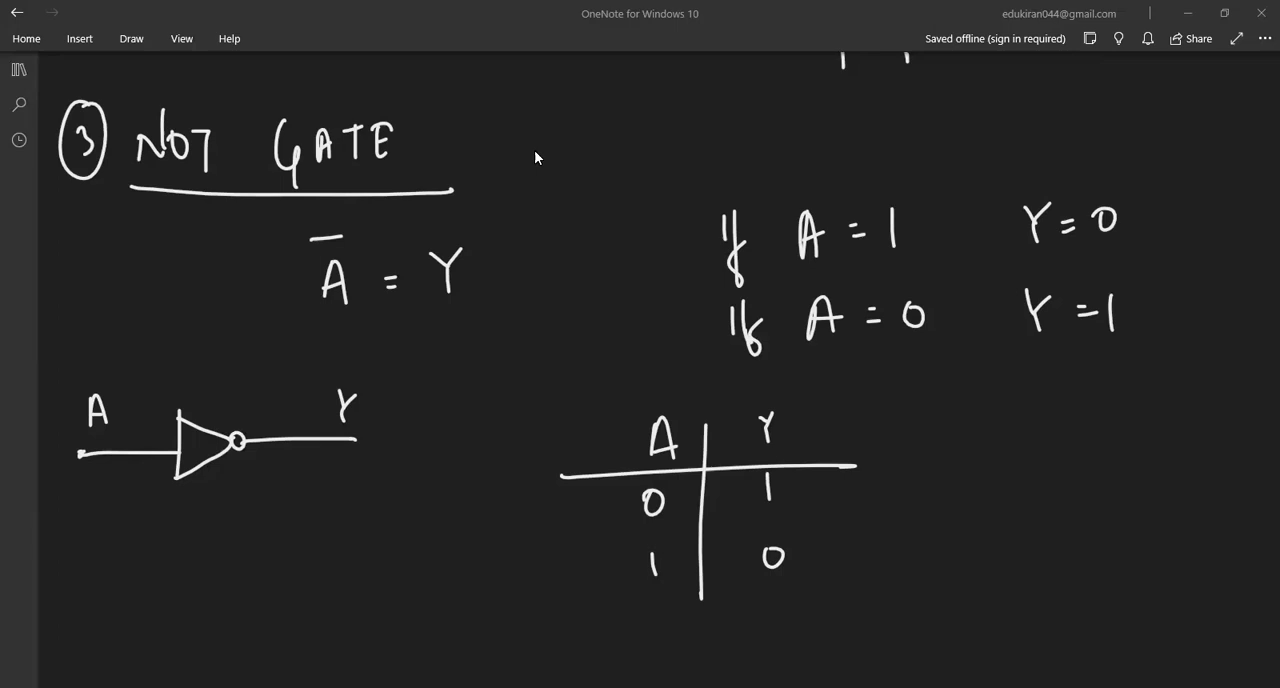 OneNote for Windows 10
edukiran044@gmail.com
Home Insert Draw View Help
Saved offline (sign in required)
Share
3 NOT GATE
A̅ = Y
If A = 1 Y = 0
If A = 0 Y = 1
A Y
A Y
0 1
1 0